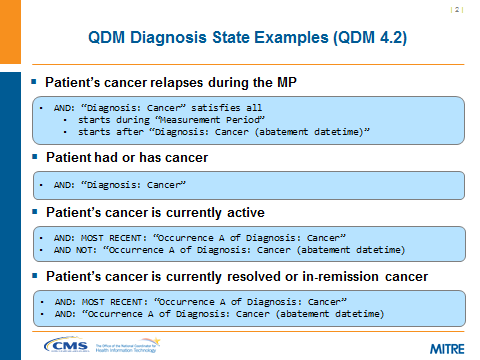 | 2 |
QDM Diagnosis State Examples (QDM 4.2)
▪ Patient's cancer relapses during the MP
• AND: “Diagnosis: Cancer” satisfies all
• starts during “Measurement Period”
• starts after “Diagnosis: Cancer (abatement datetime)”
▪ Patient had or has cancer
• AND: “Diagnosis: Cancer”
▪ Patient's cancer is currently active
• AND: MOST RECENT: “Occurrence A of Diagnosis: Cancer”
• AND NOT: “Occurrence A of Diagnosis: Cancer (abatement datetime)
▪ Patient's cancer is currently resolved or in-remission cancer
• AND: MOST RECENT: “Occurrence A of Diagnosis: Cancer”
• AND: “Occurrence A of Diagnosis: Cancer (abatement datetime)
CMS
The Office of the National Coordinator for
Health Information Technology
MITRE